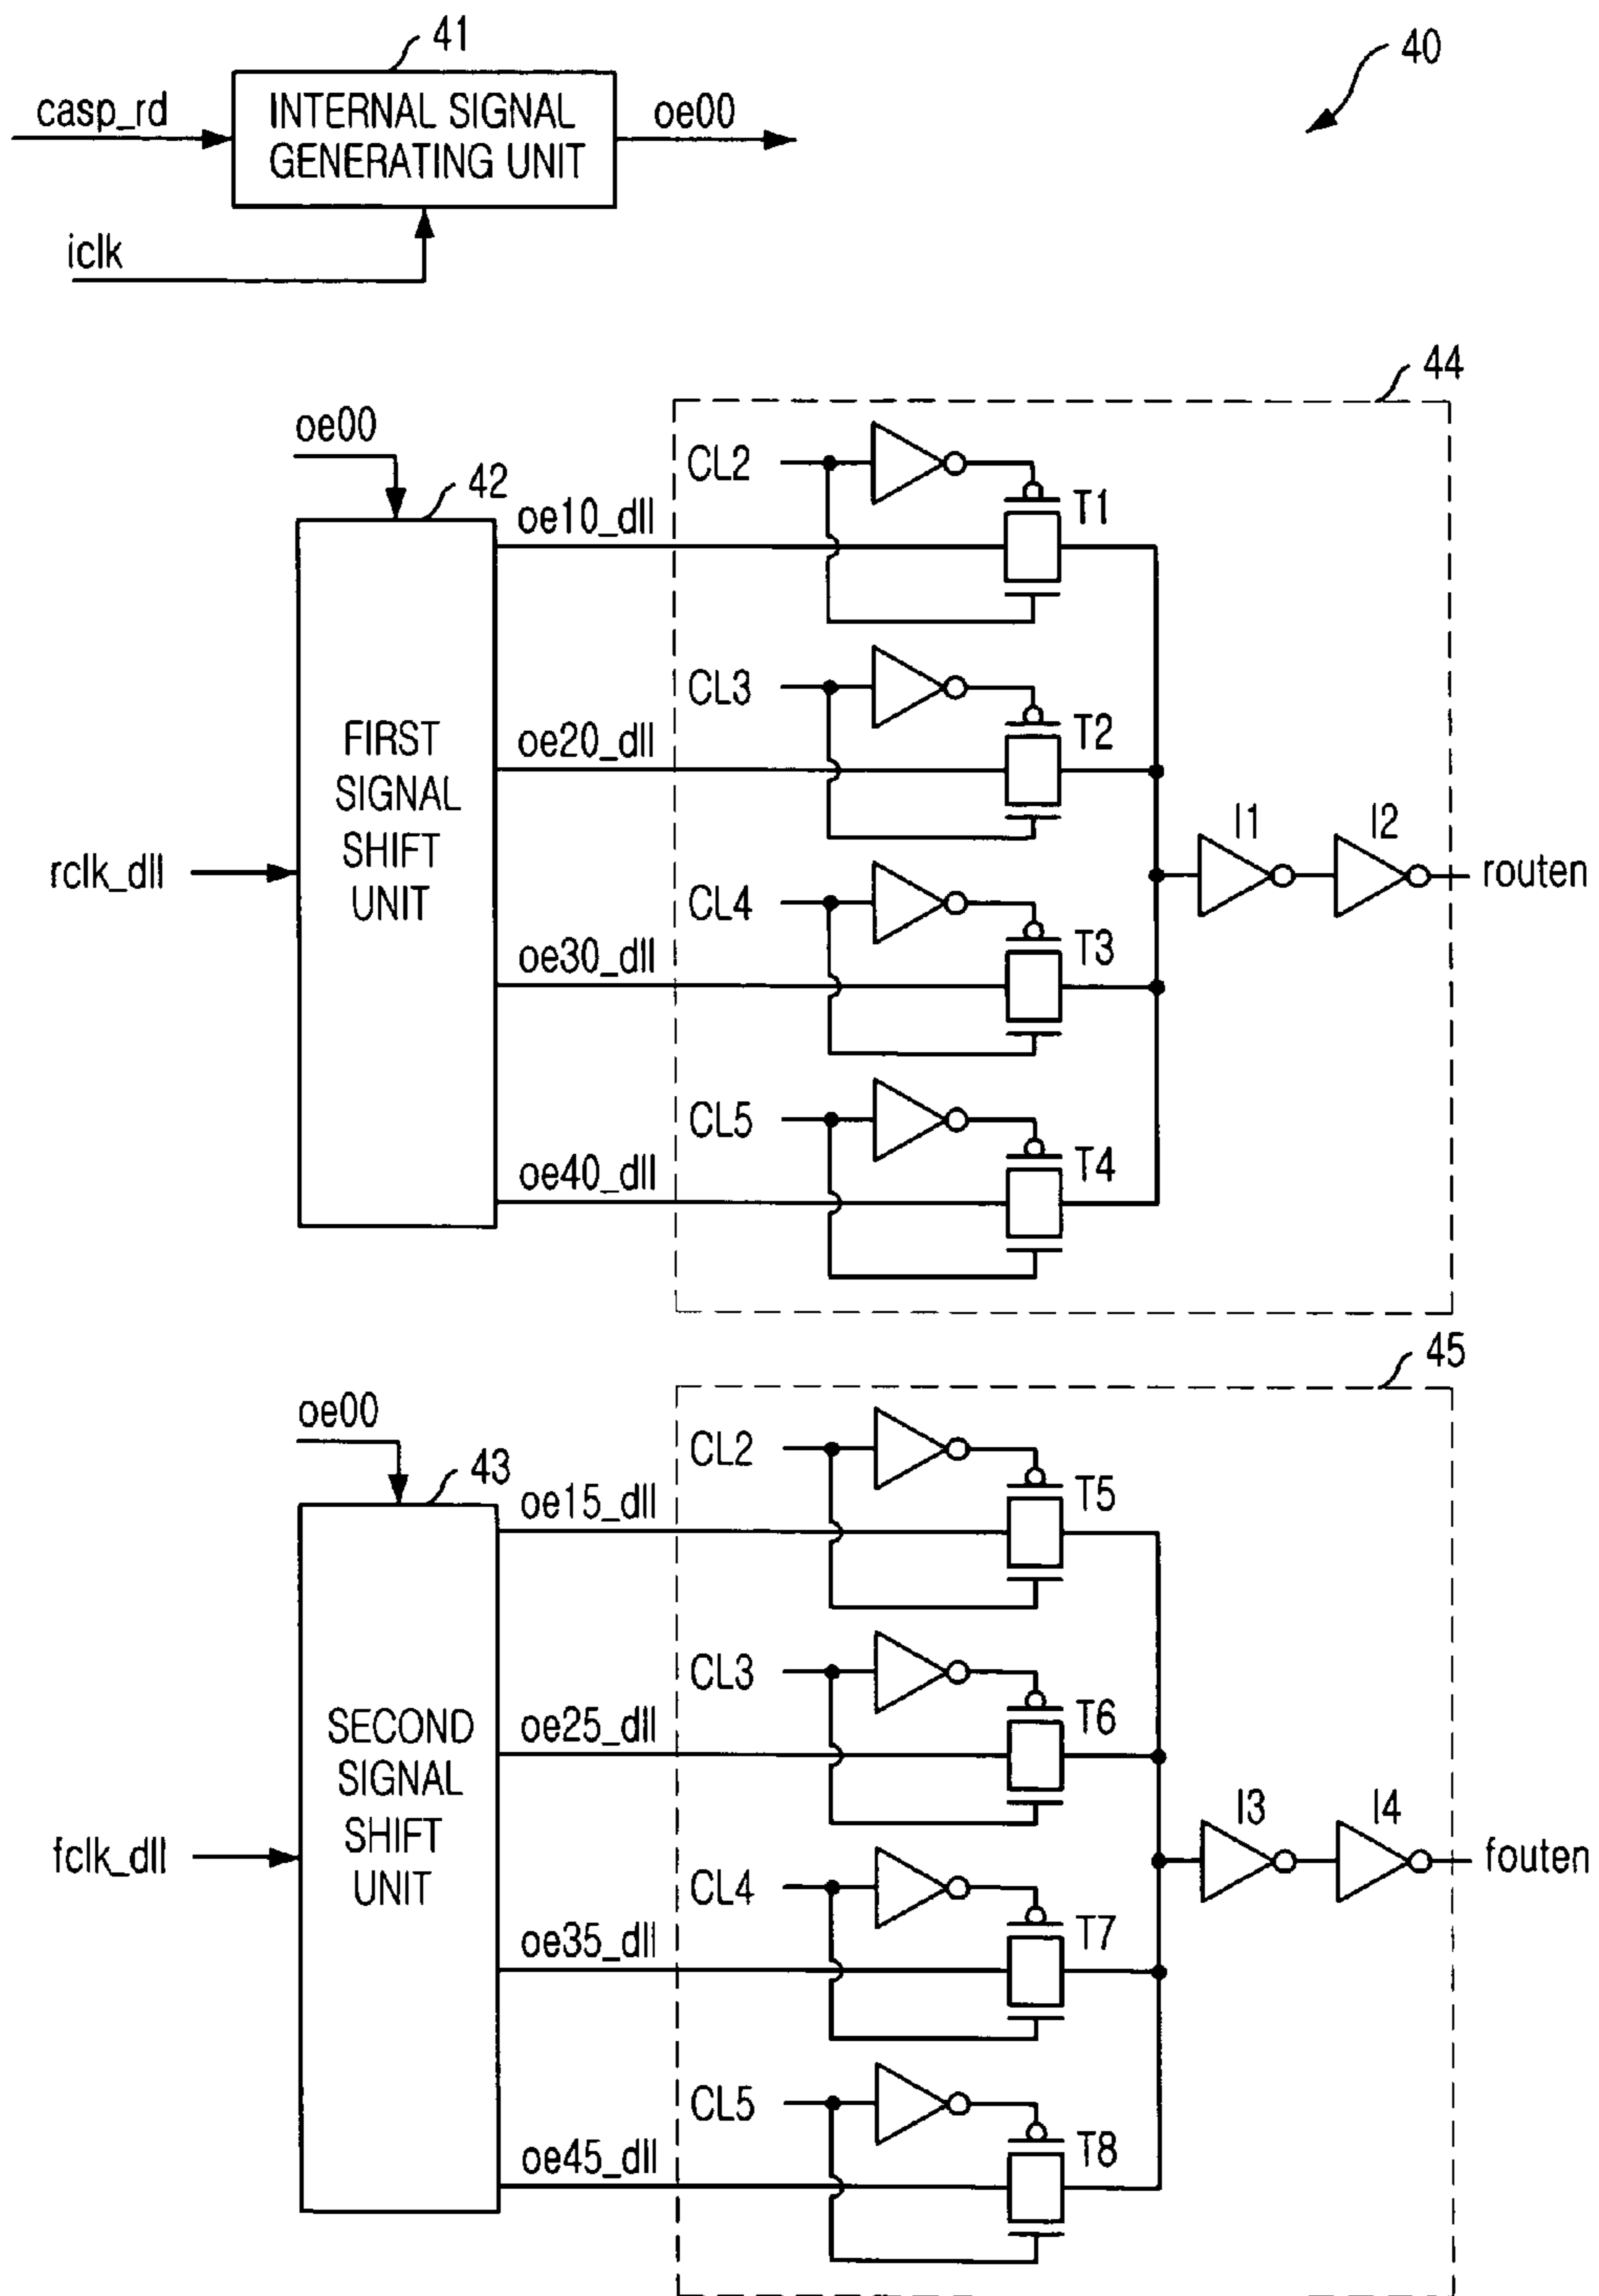 41
40
casp_rd
INTERNAL SIGNAL
GENERATING UNIT
oe00
iclk
44
oe00
42
CL2
oe10_dll
T1
CL3
FIRST
SIGNAL
SHIFT
UNIT
oe20_dll
T2
rclk_dll
I1
I2
routen
CL4
oe30_dll
T3
CL5
oe40_dll
T4
45
oe00
43
CL2
oe15_dll
T5
CL3
SECOND
SIGNAL
SHIFT
UNIT
oe25_dll
T6
fclk_dll
I3
I4
fouten
CL4
oe35_dll
T7
CL5
oe45_dll
T8